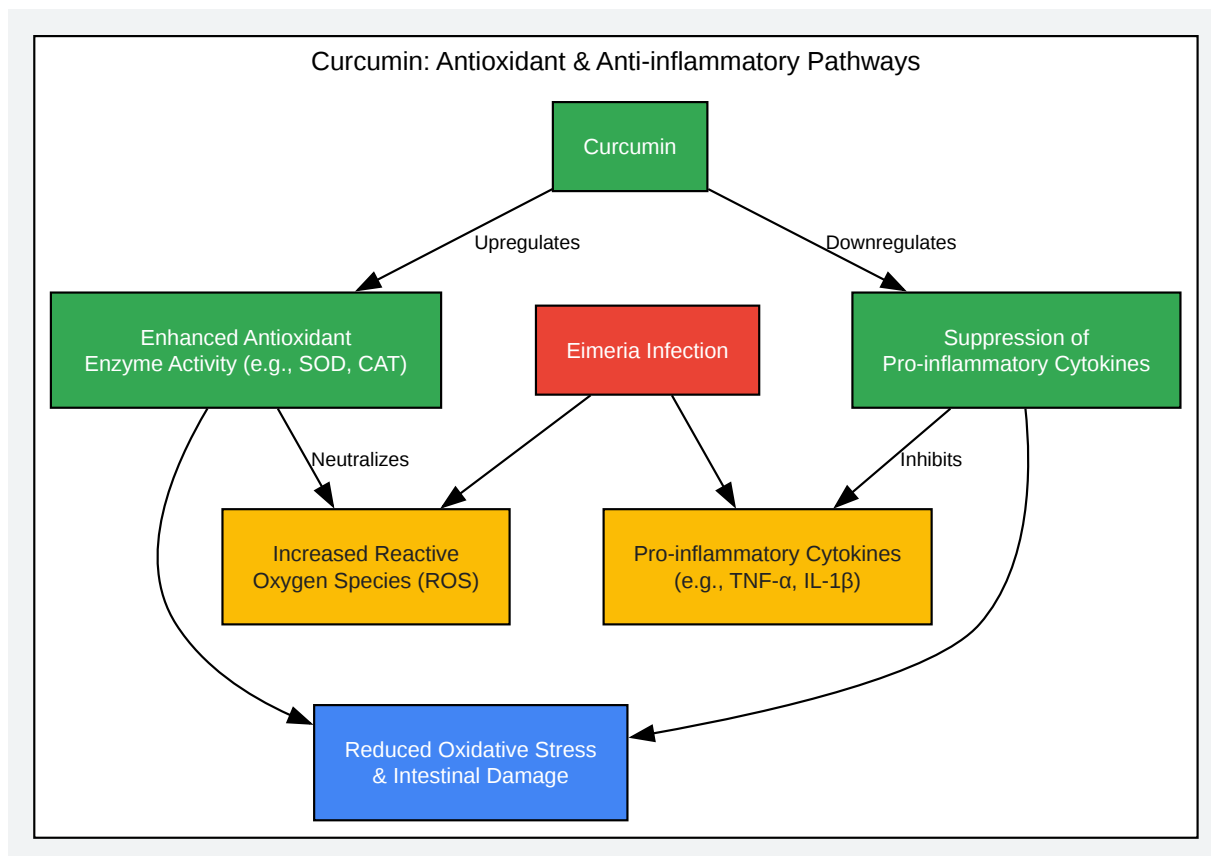 Curcumin: Antioxidant & Anti-inflammatory Pathways
Curcumin
Upregulates
Downregulates
Enhanced Antioxidant
Enzyme Activity (e.g., SOD, CAT)
Eimeria Infection
Suppression of
Pro-inflammatory Cytokines
Neutralizes
Inhibits
Increased Reactive
Oxygen Species (ROS)
Pro-inflammatory Cytokines
(e.g., TNF-α, IL-1β)
Reduced Oxidative Stress
& Intestinal Damage